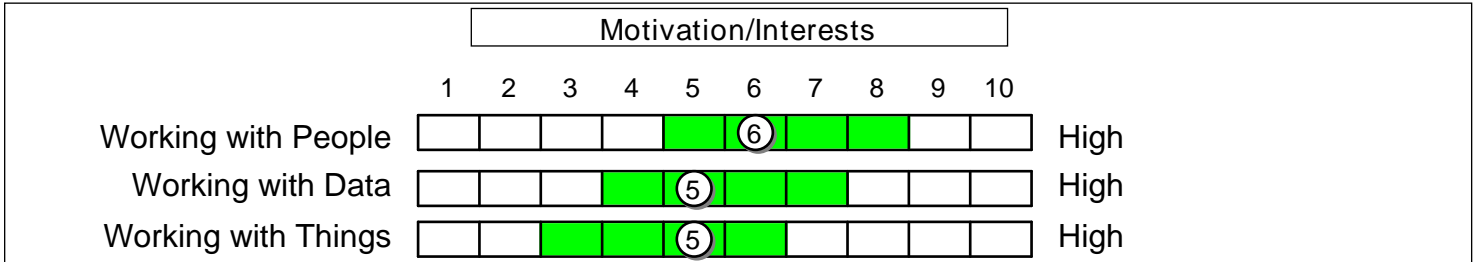 Motivation/Interests
1 2 3 4 5 6 7 8 9 10
Working with People 6 High
Working with Data 5 High
Working with Things 5 High